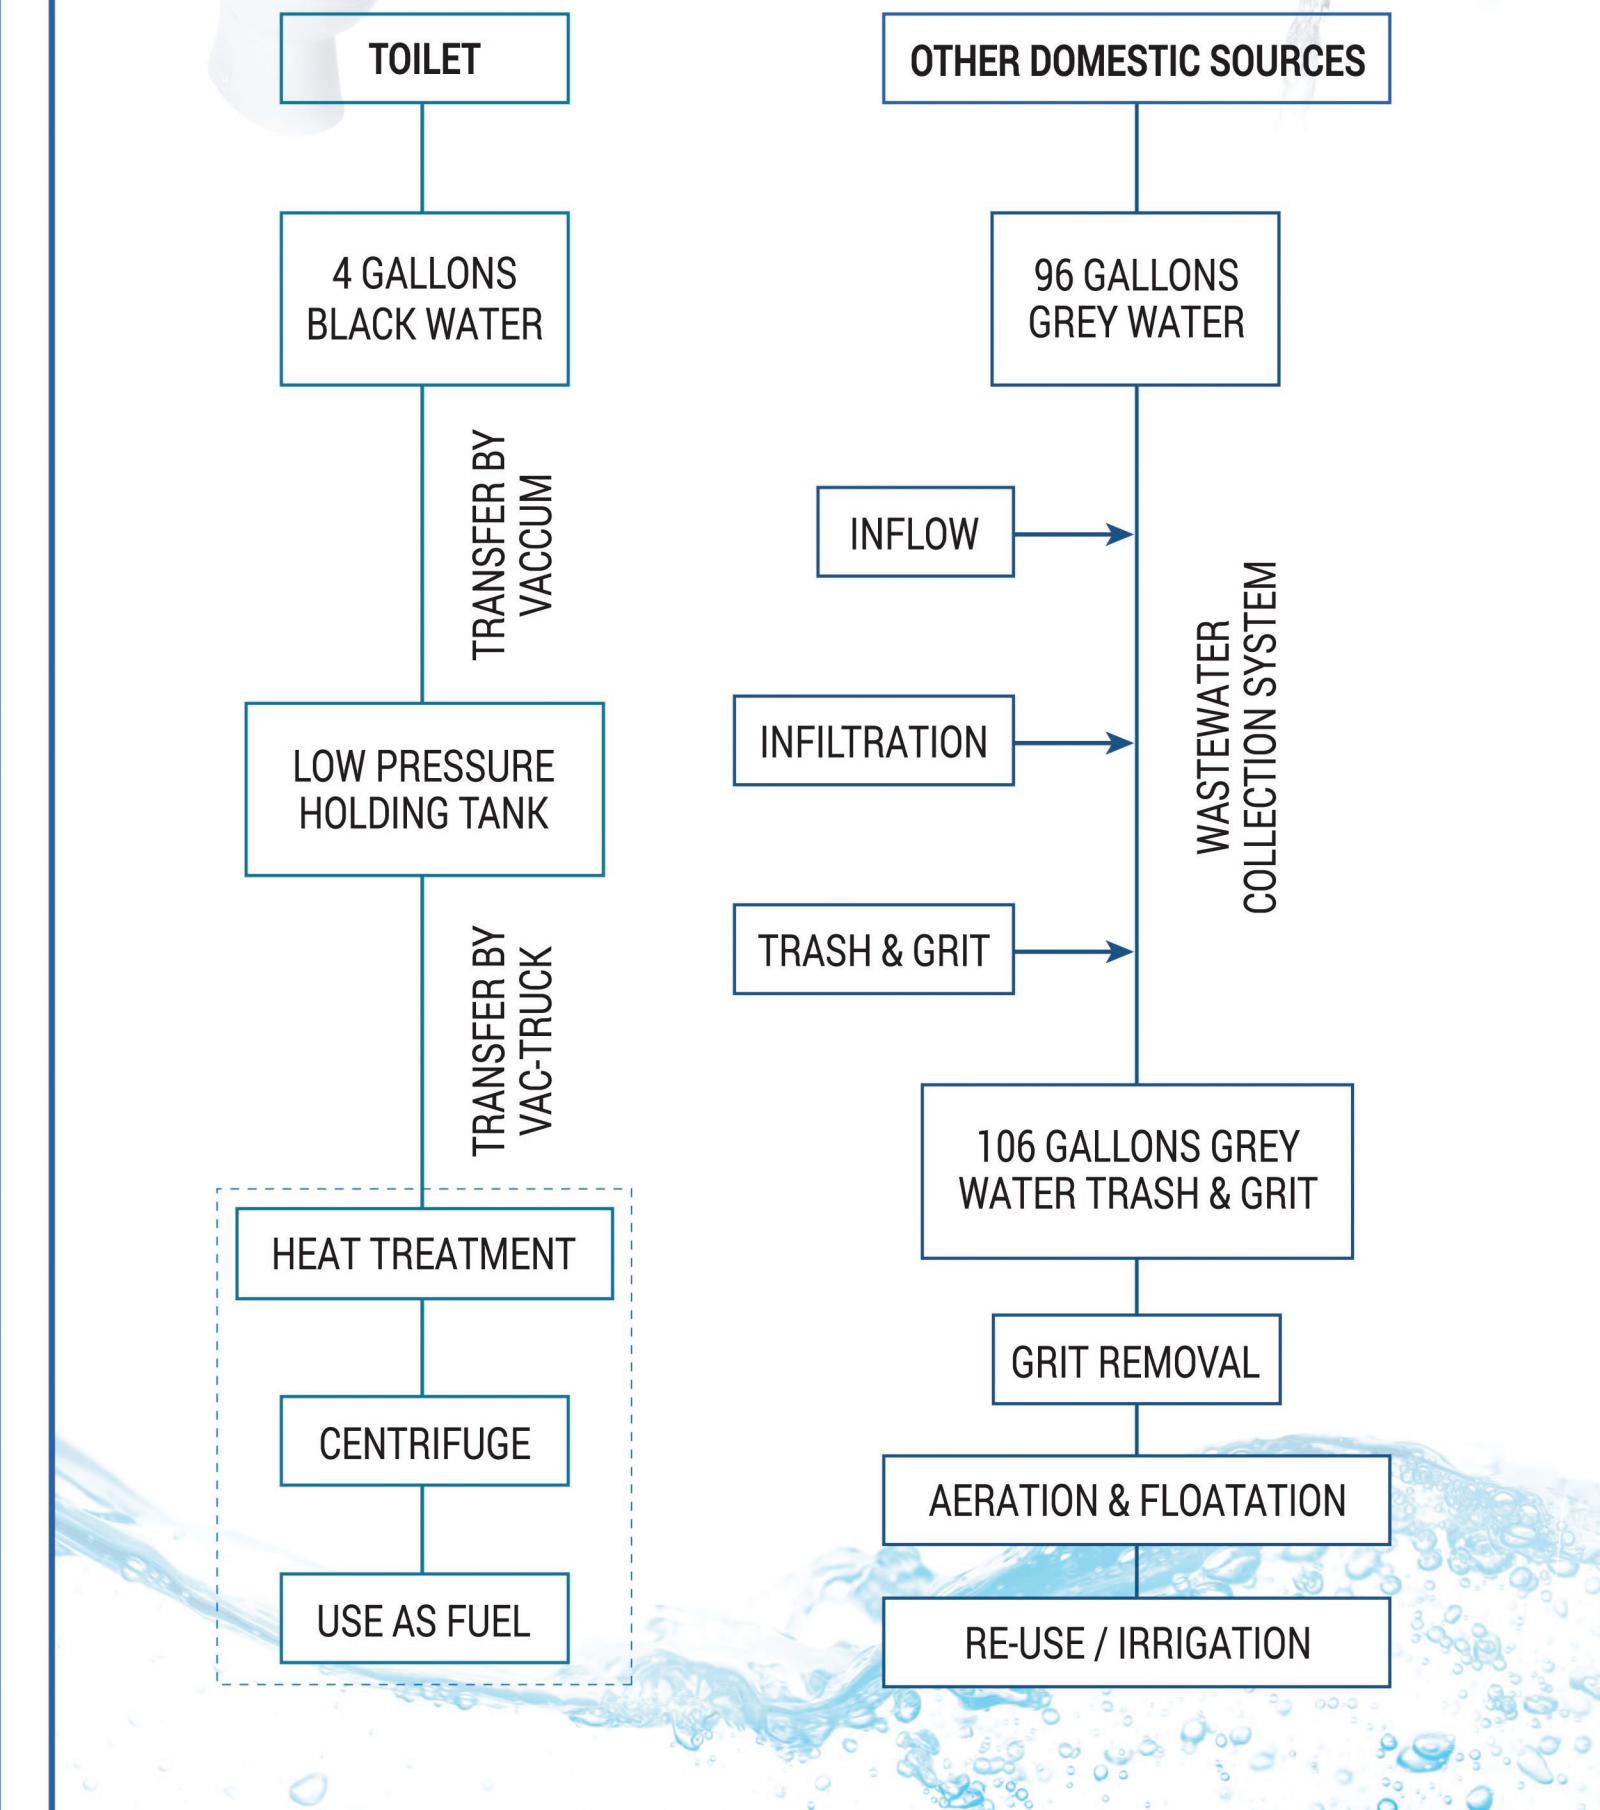 TOILET
4 GALLONS
BLACK WATER
TRANSFER BY
VACCUM
LOW PRESSURE
HOLDING TANK
TRANSFER BY
VAC-TRUCK
HEAT TREATMENT
CENTRIFUGE
USE AS FUEL
OTHER DOMESTIC SOURCES
96 GALLONS
GREY WATER
INFLOW
INFILTRATION
TRASH & GRIT
WASTEWATER
COLLECTION SYSTEM
106 GALLONS GREY
WATER TRASH & GRIT
GRIT REMOVAL
AERATION & FLOATATION
RE-USE / IRRIGATION